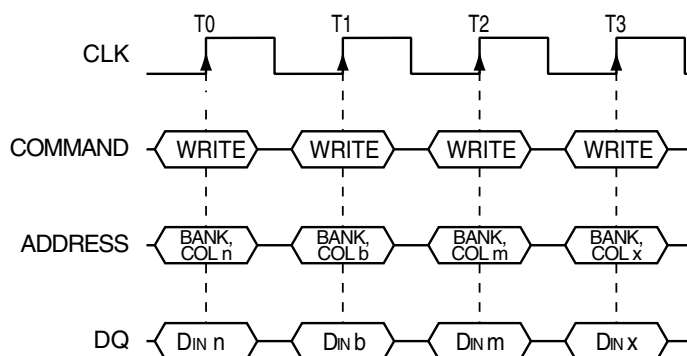 T0 T1 T2 T3
CLK
COMMAND WRITE WRITE WRITE WRITE
BANK, BANK, BANK, BANK,
ADDRESS
COL n COL b COL m COL x
DQ DIN n DIN b DIN m DIN x